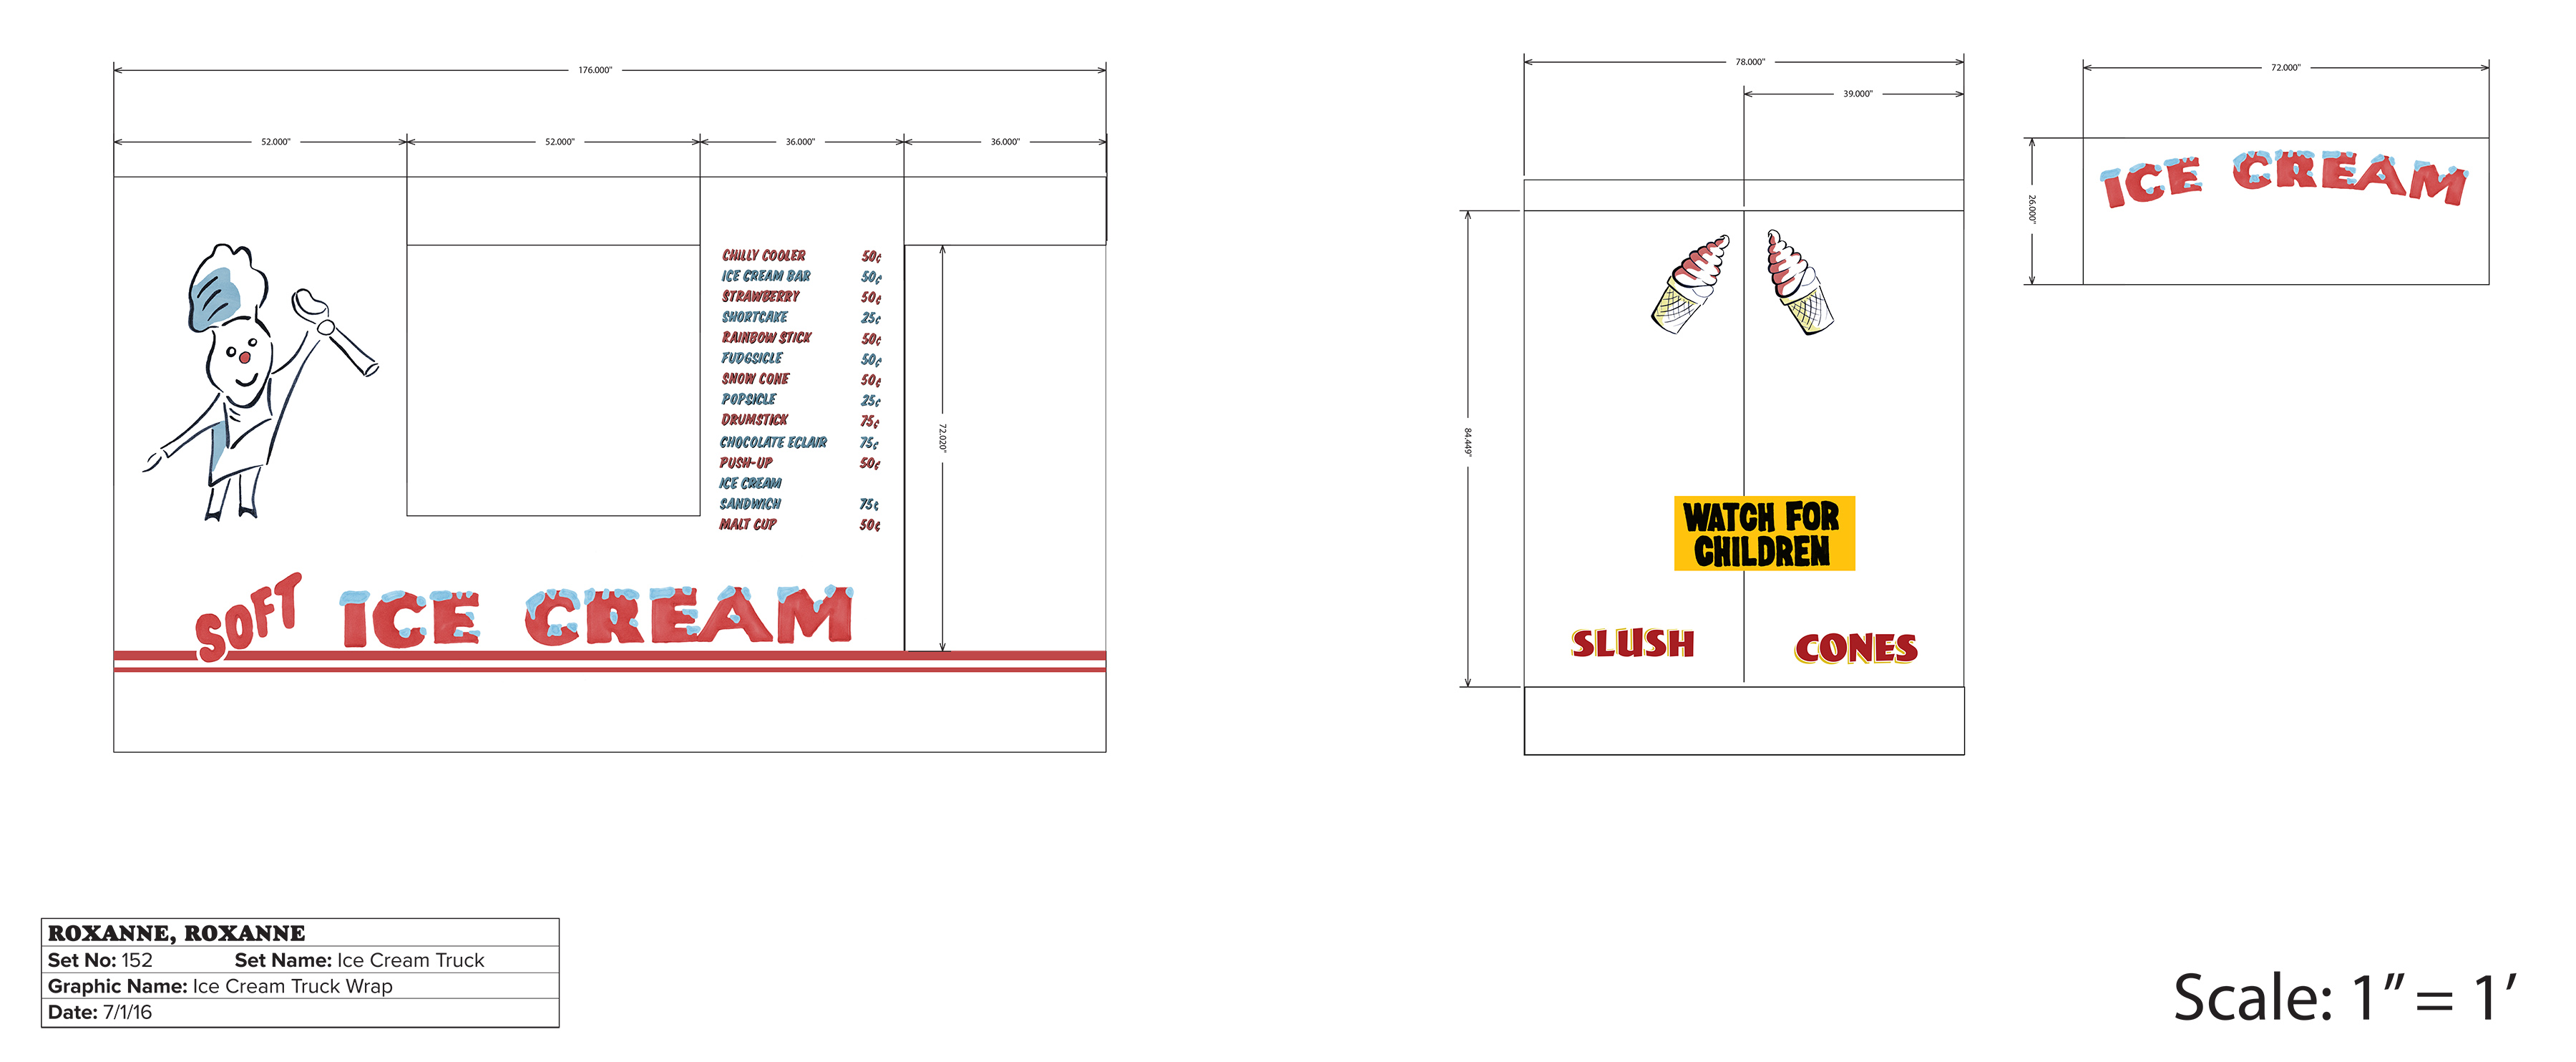 176.000"
52.000"
52.000"
36.000"
36.000"
CHILLY COOLER 50¢
ICE CREAM BAR 50¢
STRAWBERRY 50¢
SHORTCAKE 25¢
RAINBOW STICK 50¢
FUDGSICLE 50¢
SNOW CONE 50¢
POPSICLE 25¢
DRUMSTICK 75¢
CHOCOLATE ECLAIR 75¢
PUSH-UP 50¢
ICE CREAM
SANDWICH 75¢
MALT CUP 50¢
72.020"
SOFT ICE CREAM
78.000"
39.000"
84.449"
WATCH FOR
CHILDREN
SLUSH CONES
72.000"
26.000"
ICE CREAM
ROXANNE, ROXANNE
Set No: 152 Set Name: Ice Cream Truck
Graphic Name: Ice Cream Truck Wrap
Date: 7/1/16
Scale: 1” = 1’